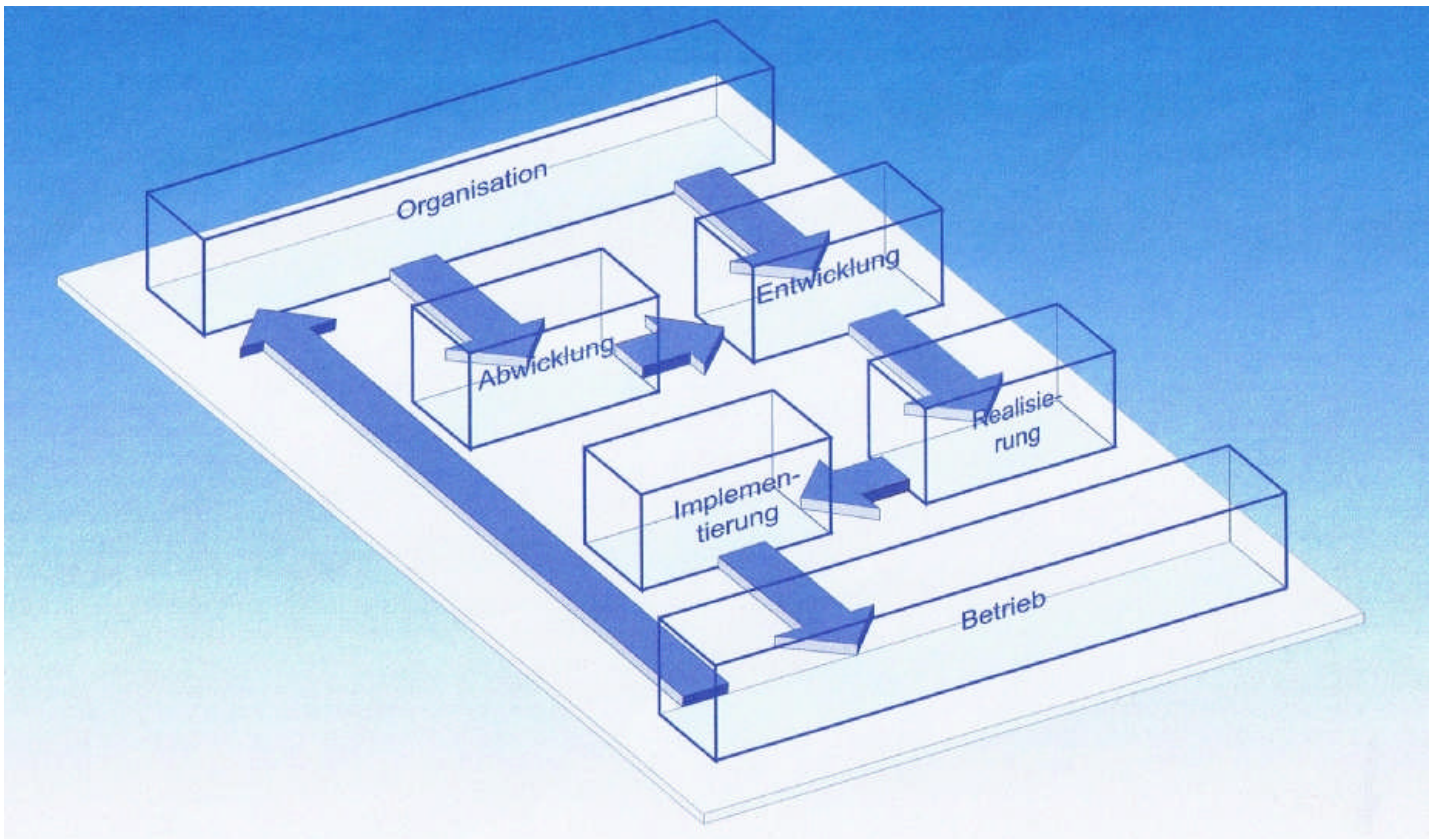 Organisation
Entwicklung
Abwicklung
Realisie-
rung
Implemen-
tierung
Betrieb